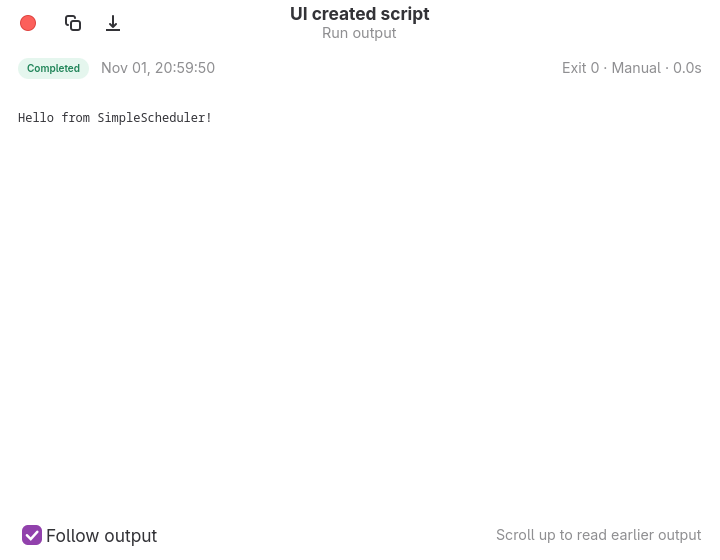 UI created script
Run output
Completed Nov 01, 20:59:50 Exit 0 · Manual · 0.0s
Hello from SimpleScheduler!
Follow output Scroll up to read earlier output